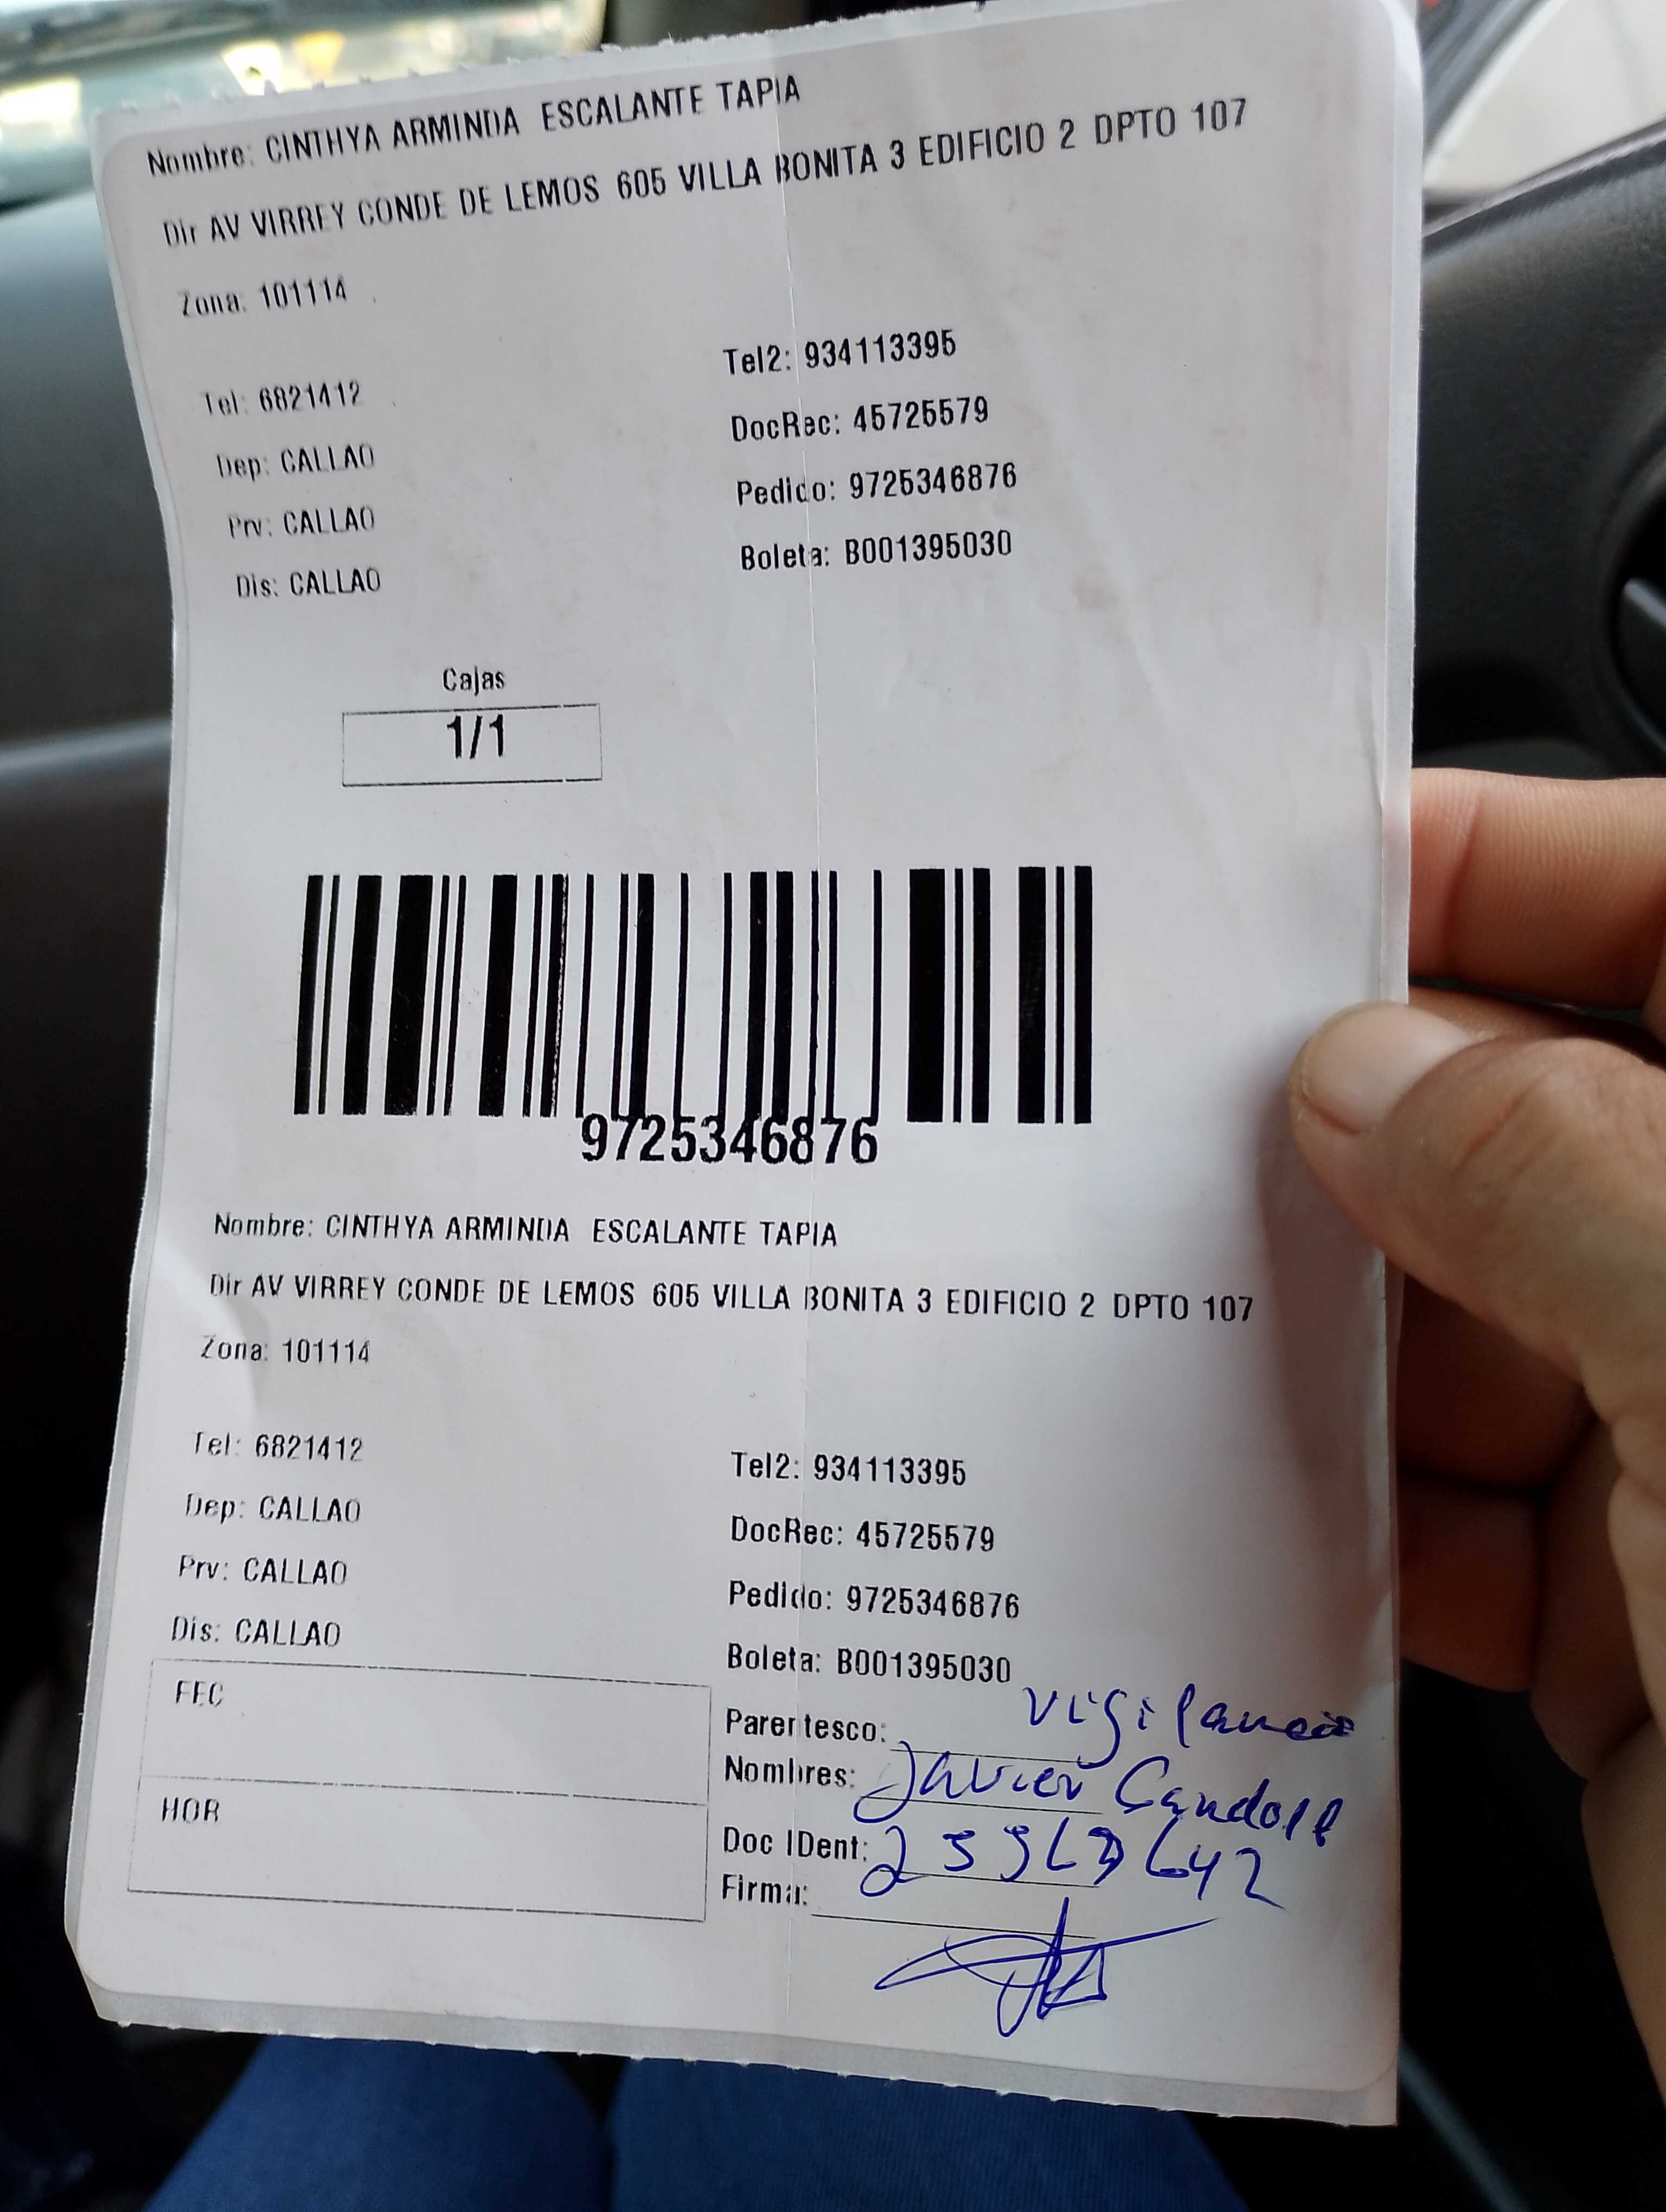 Nombre: CINTHYA ARMINDA ESCALANTE TAPIA
Dir AV VIRREY CONDE DE LEMOS 605 VILLA BONITA 3 EDIFICIO 2 DPTO 107
Zona: 101114
Tel: 6821412 Tel2: 934113395
Dep: CALLAO DocRec: 45725579
Prv: CALLAO Pedido: 9725346876
Dis: CALLAO Boleta: B001395030
Cajas
1/1
9725346876
Nombre: CINTHYA ARMINDA ESCALANTE TAPIA
Dir AV VIRREY CONDE DE LEMOS 605 VILLA BONITA 3 EDIFICIO 2 DPTO 107
Zona: 101114
Tel: 6821412 Tel2: 934113395
Dep: CALLAO DocRec: 45725579
Prv: CALLAO Pedido: 9725346876
Dis: CALLAO Boleta: B001395030
FEC
HOR
Parentesco: Vigilancia
Nombres: Javier
Doc IDent:
Firma: